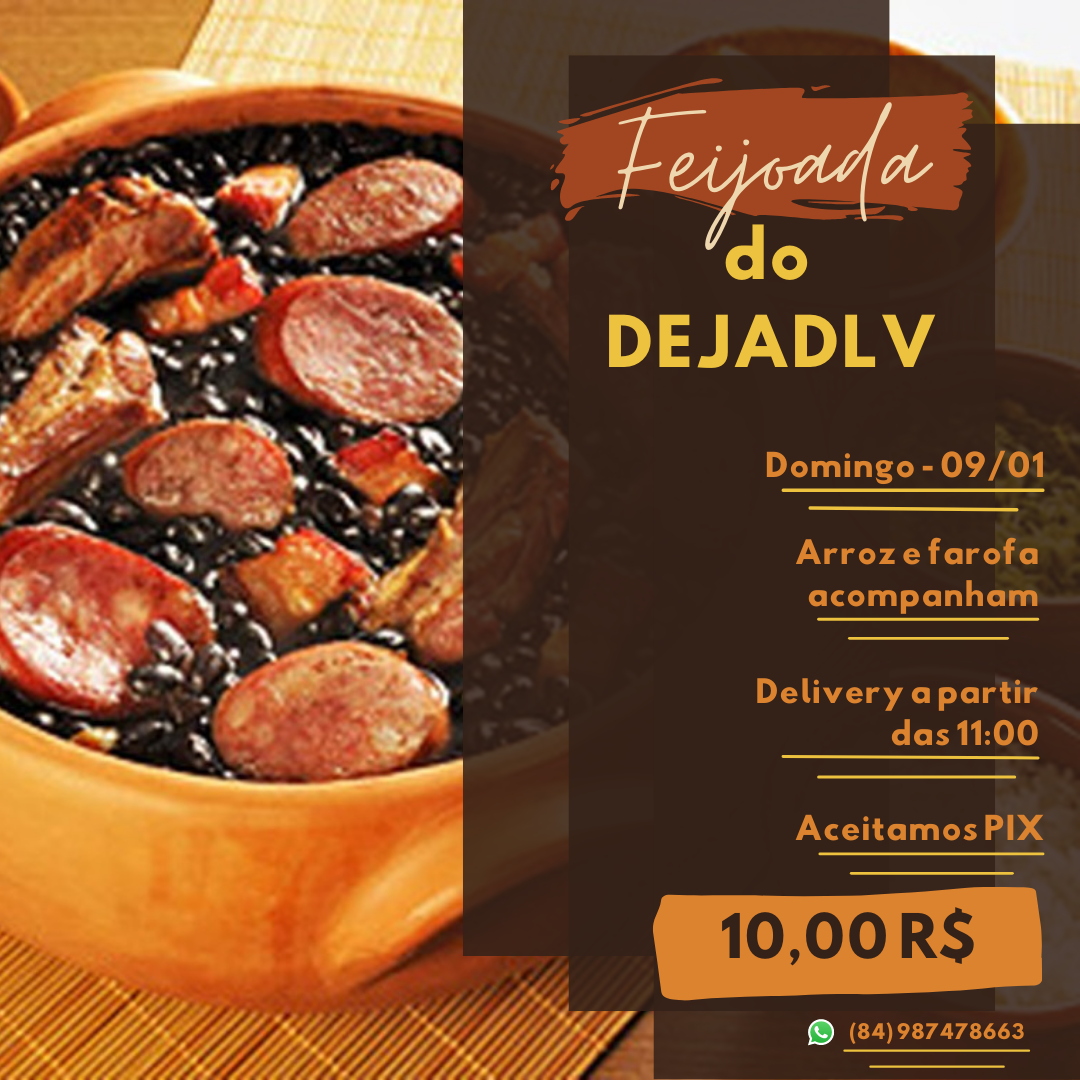 Feijoada
do
DEJADLV
Domingo - 09/01
Arroz e farofa
acompanham
Delivery a partir
das 11:00
Aceitamos PIX
10,00 R$
(84) 987478663